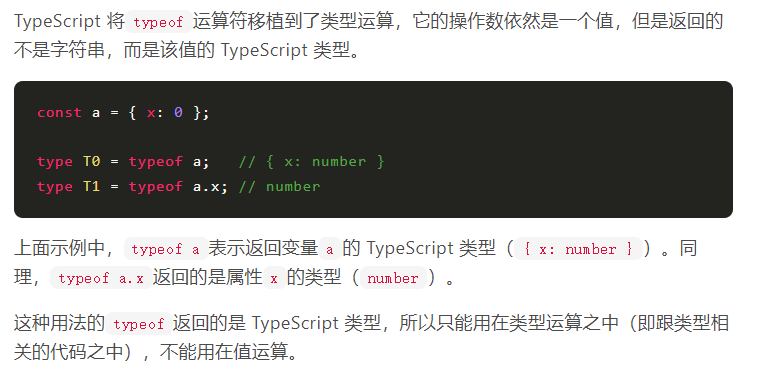 TypeScript 将 typeof 运算符移植到了类型运算，它的操作数依然是一个值，但是返回的
不是字符串，而是该值的 TypeScript 类型。
const a = { x: 0 };
type T0 = typeof a;   // { x: number }
type T1 = typeof a.x; // number
上面示例中，typeof a 表示返回变量 a 的 TypeScript 类型（{ x: number }）。同
理，typeof a.x 返回的是属性 x 的类型（number）。
这种用法的 typeof 返回的是 TypeScript 类型，所以只能用在类型运算之中（即跟类型相
关的代码之中），不能用在值运算。